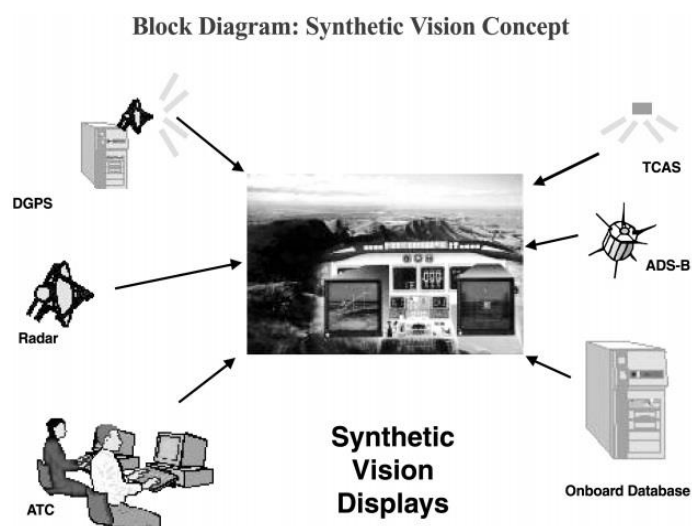 Block Diagram: Synthetic Vision Concept
DGPS
TCAS
Radar
ADS-B
ATC
Synthetic
Vision
Displays
Onboard Database